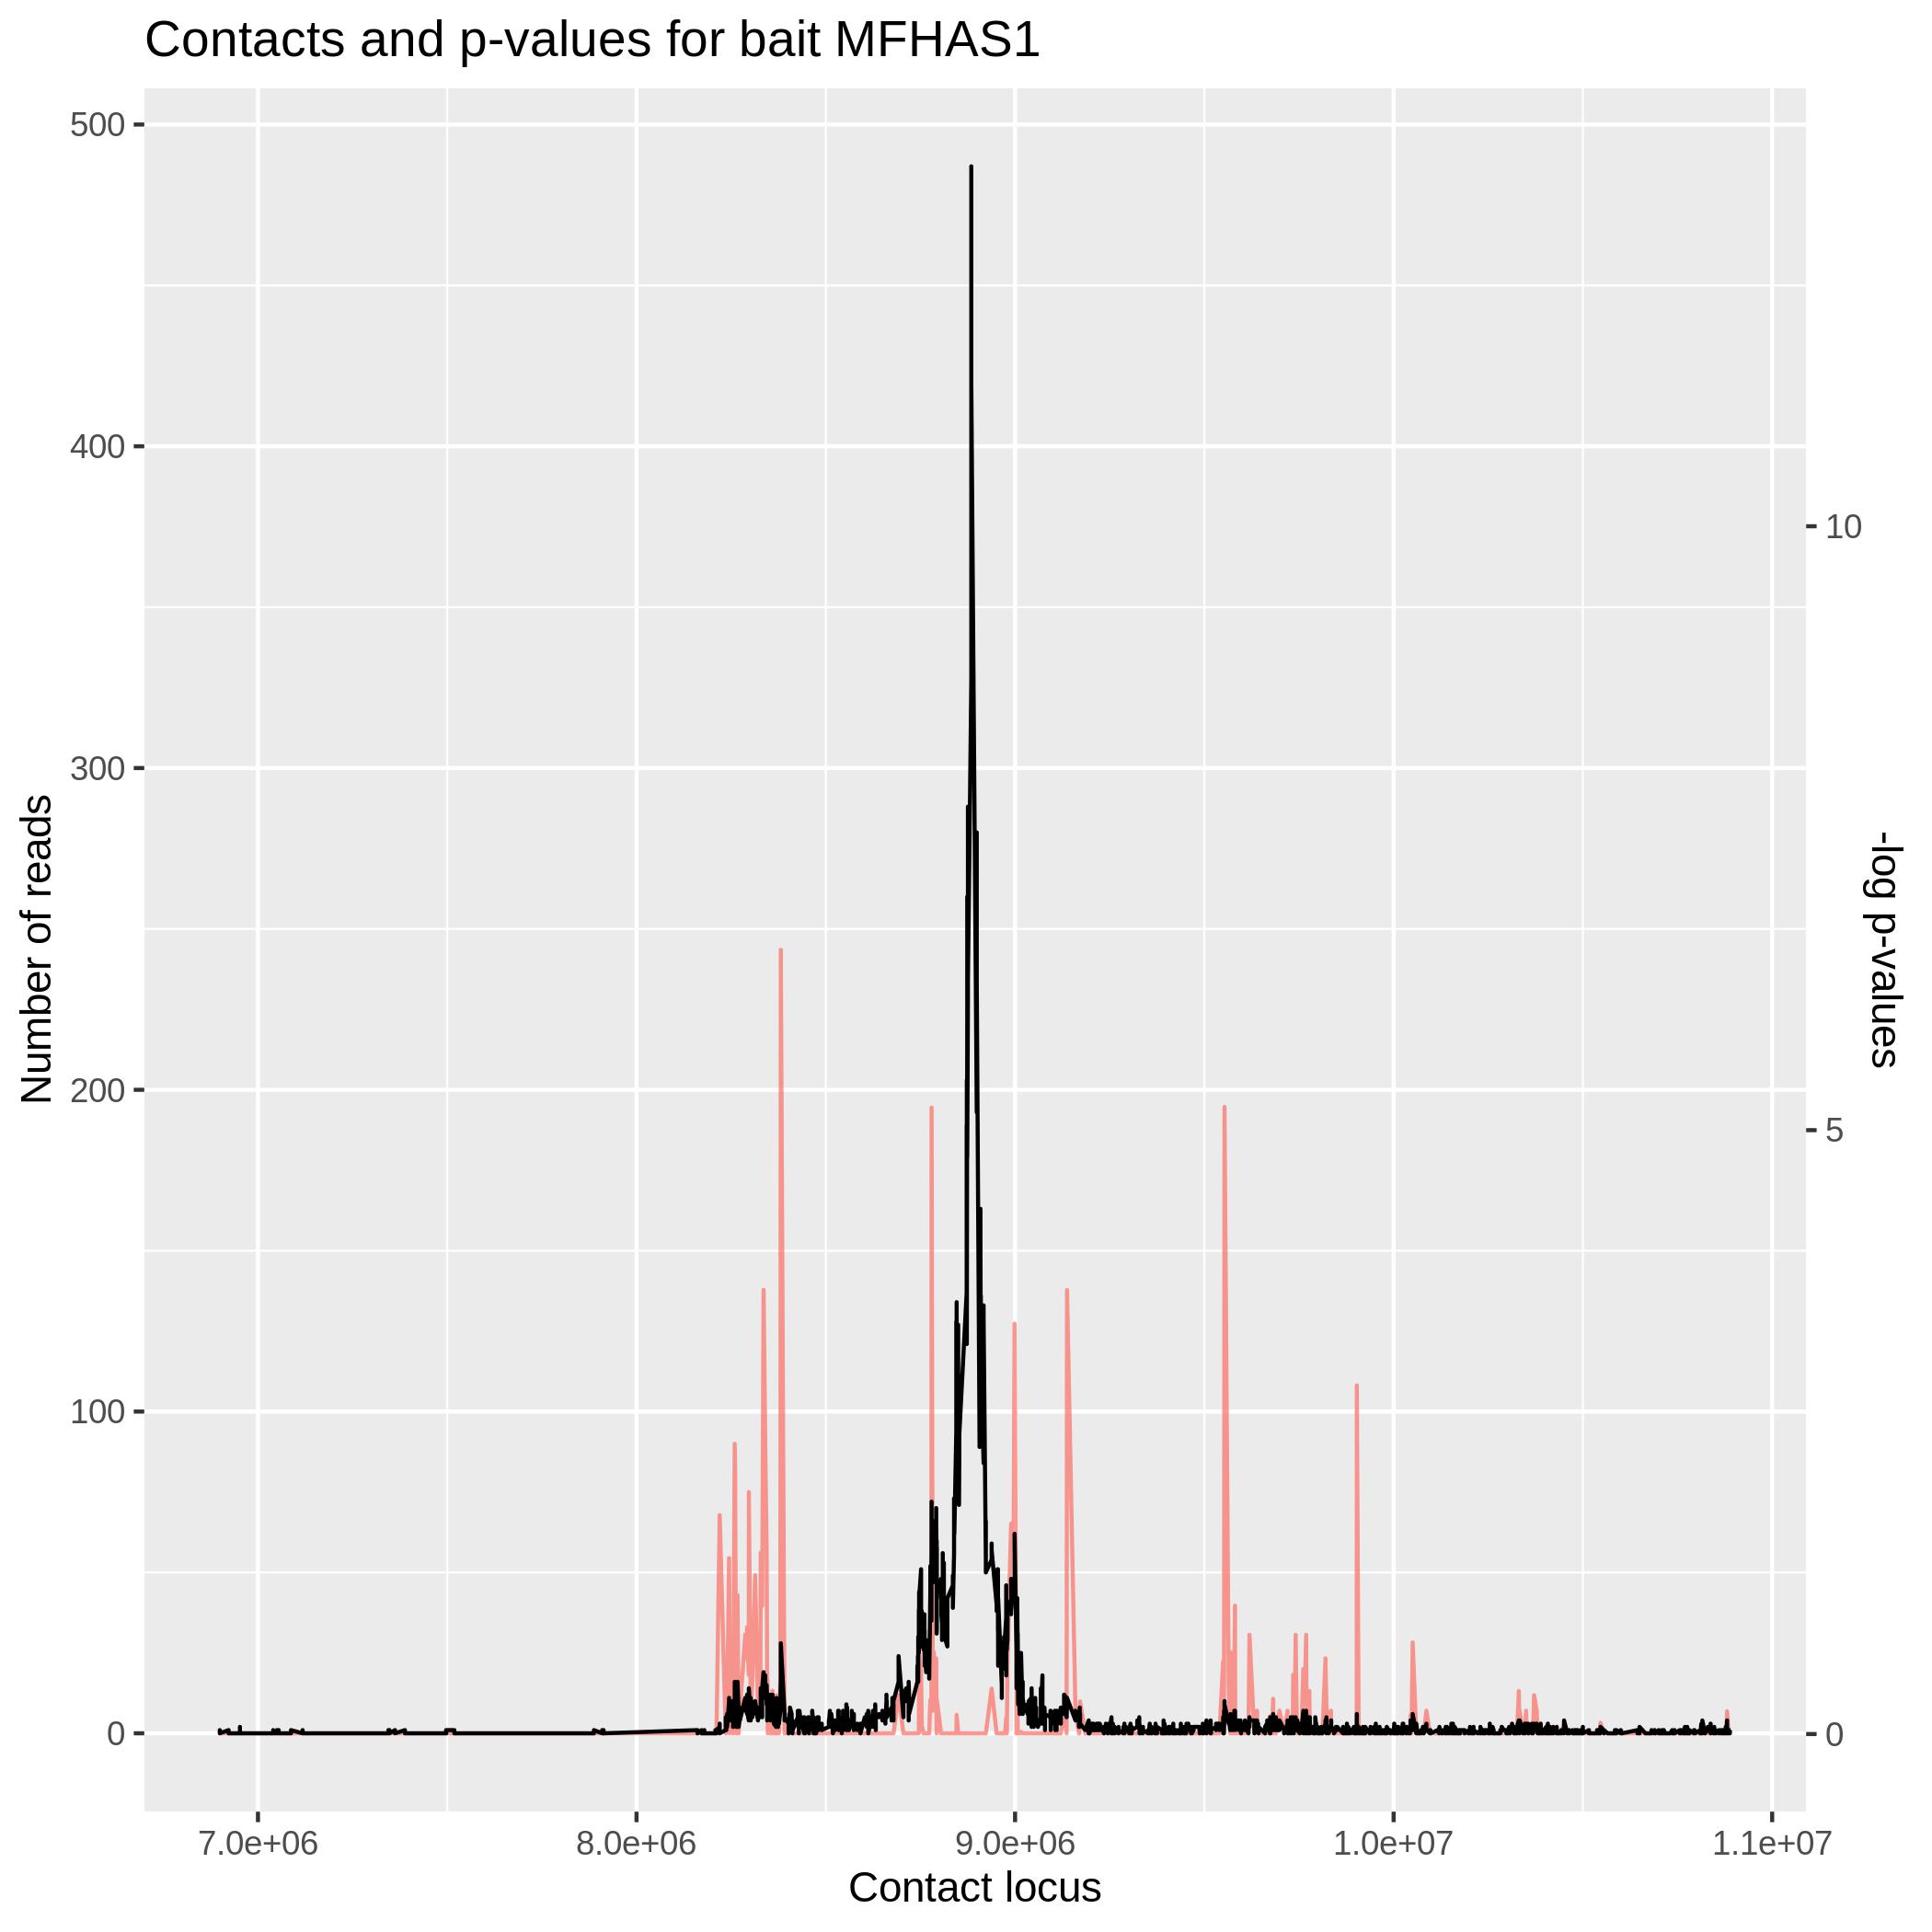 Contacts and p-values for bait MFHAS1
500
400
300
200
100
0
Number of reads
10
5
0
-log p-values
7.0e+06
8.0e+06
9.0e+06
1.0e+07
1.1e+07
Contact locus